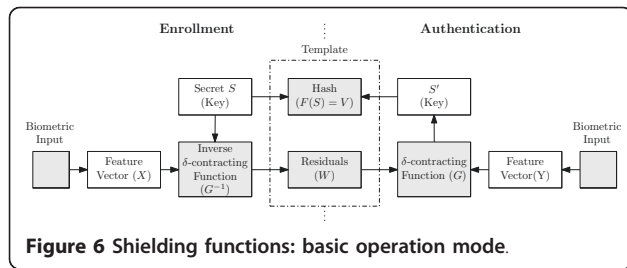 Enrollment
Authentication
Template
Secret S
(Key)
Hash
(F(S) = V)
S′
(Key)
Biometric
Input
Feature
Vector (X)
Inverse
δ-contracting
Function
(G⁻¹)
Residuals
(W)
δ-contracting
Function (G)
Feature
Vector(Y)
Biometric
Input
Figure 6 Shielding functions: basic operation mode.